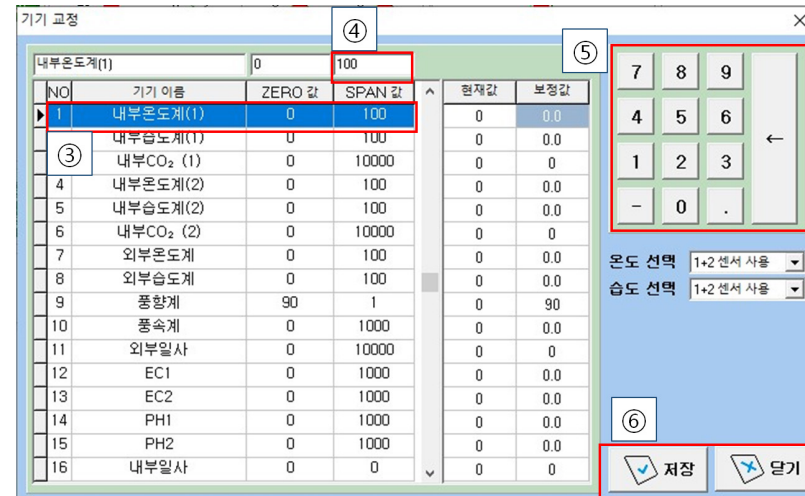 기기 교정
④
⑤
내부온도계(1) 0 100
NO 기기 이름 ZERO 값 SPAN 값 현재값 보정값
1 내부온도계(1) 0 100 0 0.0
내부습도계(1) 0 100 0 0.0
③
내부CO₂ (1) 0 10000 0 0
4 내부온도계(2) 0 100 0 0.0
5 내부습도계(2) 0 100 0 0.0
6 내부CO₂ (2) 0 10000 0 0
7 외부온도계 0 100 0 0.0
8 외부습도계 0 100 0 0.0
9 풍향계 90 1 0 90
10 풍속계 0 1000 0 0.0
11 외부일사 0 10000 0 0
12 EC1 0 1000 0 0.0
13 EC2 0 1000 0 0.0
14 PH1 0 1000 0 0.0
15 PH2 0 1000 0 0.0
16 내부일사 0 0 0 0
7 8 9
4 5 6
←
1 2 3
- 0 .
온도 선택 1+2 센서 사용
습도 선택 1+2 센서 사용
⑥
저장 닫기